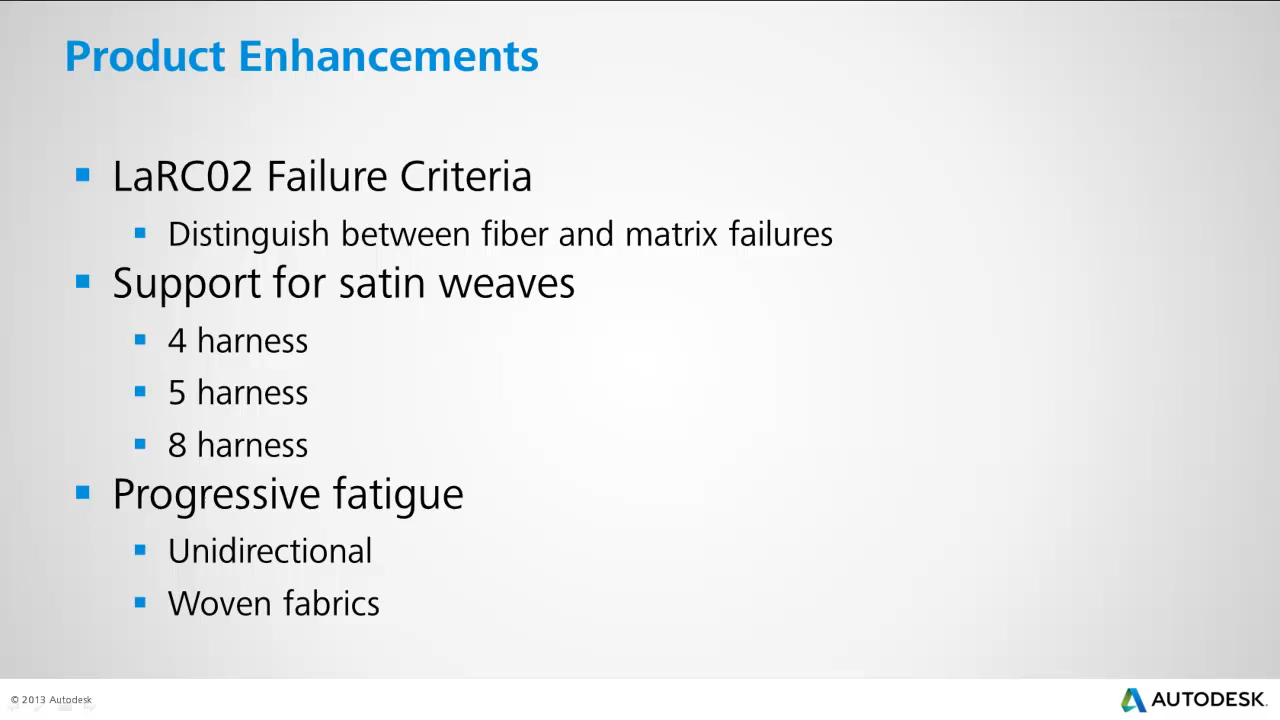 Product Enhancements
LaRC02 Failure Criteria
Distinguish between fiber and matrix failures
Support for satin weaves
4 harness
5 harness
8 harness
Progressive fatigue
Unidirectional
Woven fabrics
© 2013 Autodesk
AUTODESK.